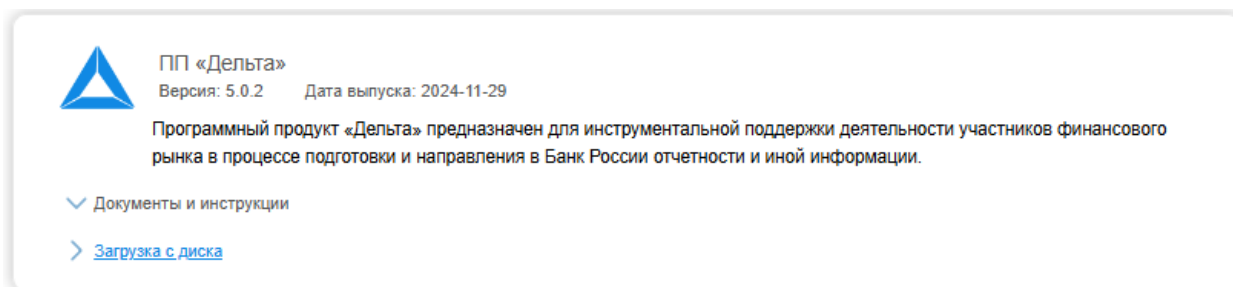 ПП «Дельта»
Версия: 5.0.2 Дата выпуска: 2024-11-29
Программный продукт «Дельта» предназначен для инструментальной поддержки деятельности участников финансового
рынка в процессе подготовки и направления в Банк России отчетности и иной информации.
Документы и инструкции
Загрузка с диска